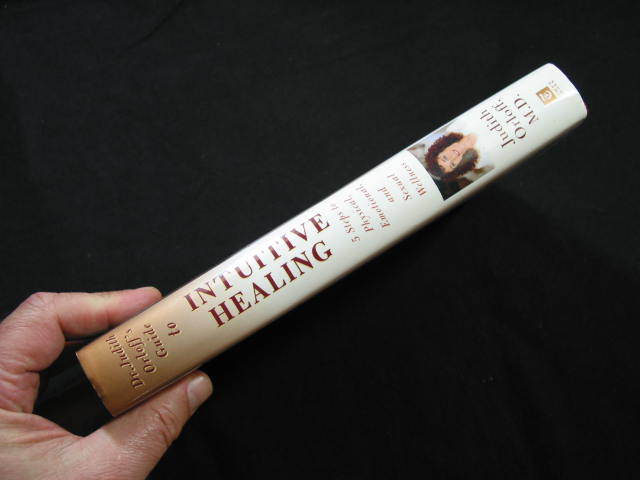 Dr. Judith
Orloff's
Guide
to
INTUITIVE
HEALING
5 Steps to
Physical,
Emotional,
and
Sexual
Wellness
Judith
Orloff,
M.D.